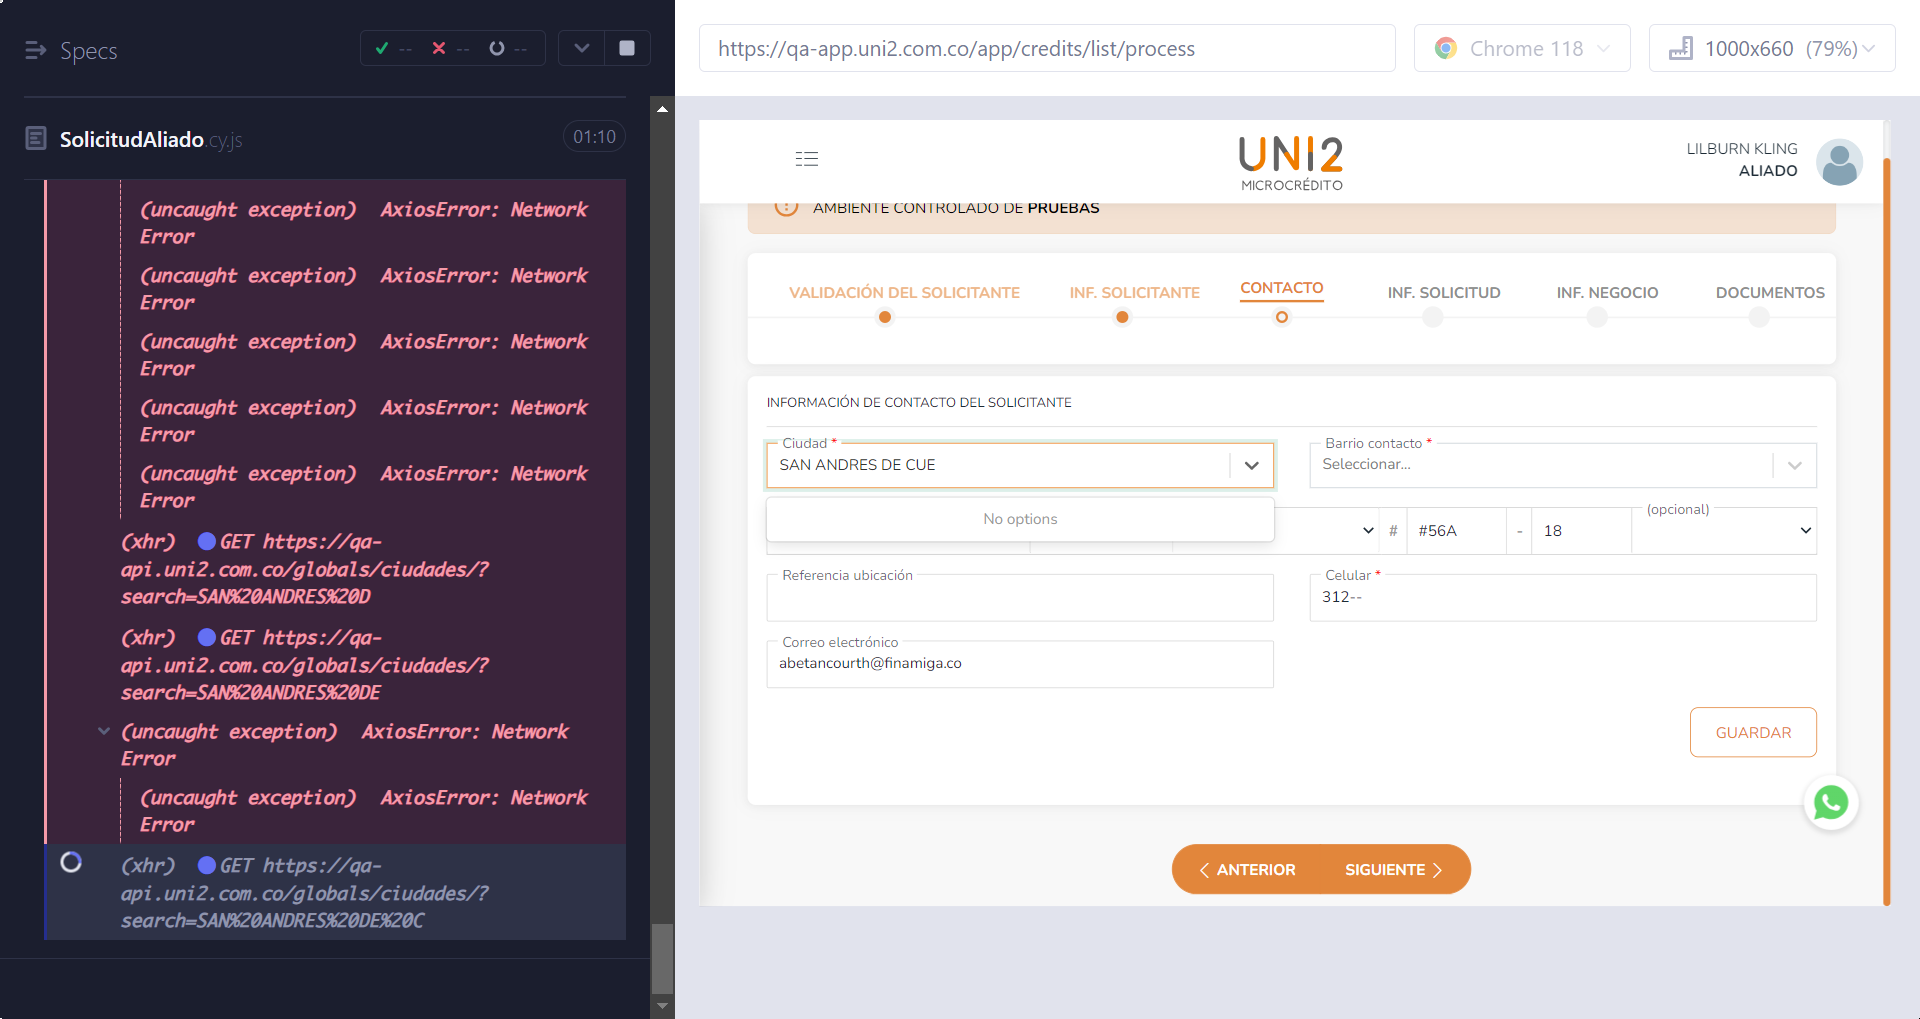 Specs
-- -- --
SolicitudAliado.cy.js
01:10
(uncaught exception) AxiosError: Network
Error
(uncaught exception) AxiosError: Network
Error
(uncaught exception) AxiosError: Network
Error
(uncaught exception) AxiosError: Network
Error
(uncaught exception) AxiosError: Network
Error
(xhr) GET https://qa-
api.uni2.com.co/globals/ciudades/?
search=SAN%20ANDRES%20D
(xhr) GET https://qa-
api.uni2.com.co/globals/ciudades/?
search=SAN%20ANDRES%20DE
(uncaught exception) AxiosError: Network
Error
(uncaught exception) AxiosError: Network
Error
(xhr) GET https://qa-
api.uni2.com.co/globals/ciudades/?
search=SAN%20ANDRES%20DE%20C
https://qa-app.uni2.com.co/app/credits/list/process
Chrome 118
1000x660 (79%)
UNI2
MICROCRÉDITO
LILBURN KLING
ALIADO
AMBIENTE CONTROLADO DE PRUEBAS
VALIDACIÓN DEL SOLICITANTE
INF. SOLICITANTE
CONTACTO
INF. SOLICITUD
INF. NEGOCIO
DOCUMENTOS
INFORMACIÓN DE CONTACTO DEL SOLICITANTE
Ciudad *
SAN ANDRES DE CUE
Barrio contacto *
Seleccionar...
No options
# #56A - 18
(opcional)
Referencia ubicación
Celular *
312--
Correo electrónico
abetancourth@finamiga.co
GUARDAR
ANTERIOR
SIGUIENTE